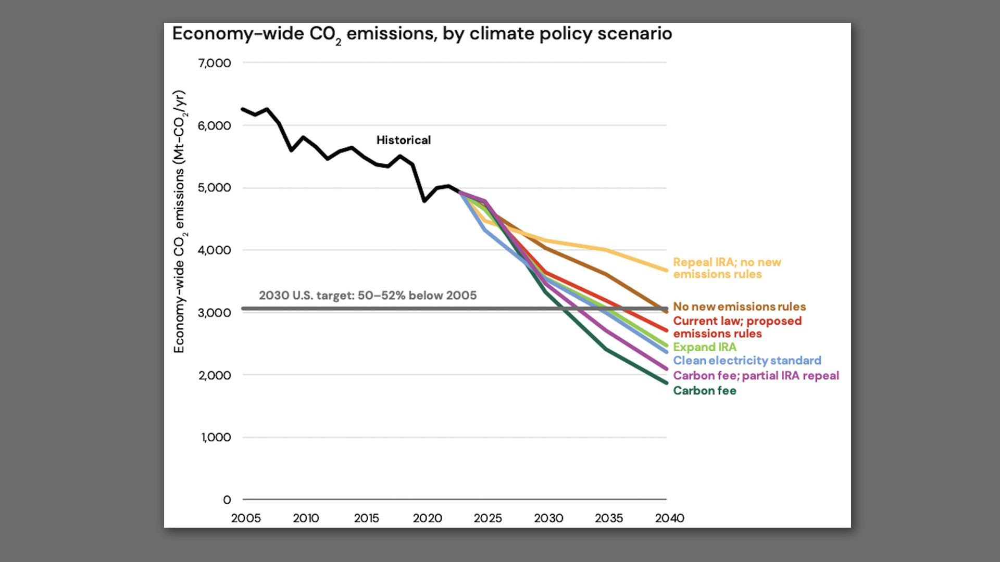 Economy-wide CO₂ emissions, by climate policy scenario
Economy-wide CO₂ emissions (Mt-CO₂/yr)
7,000
6,000
5,000
4,000
3,000
2,000
1,000
0
Historical
2030 U.S. target: 50–52% below 2005
Repeal IRA; no new
emissions rules
No new emissions rules
Current law; proposed
emissions rules
Expand IRA
Clean electricity standard
Carbon fee; partial IRA repeal
Carbon fee
2005 2010 2015 2020 2025 2030 2035 2040